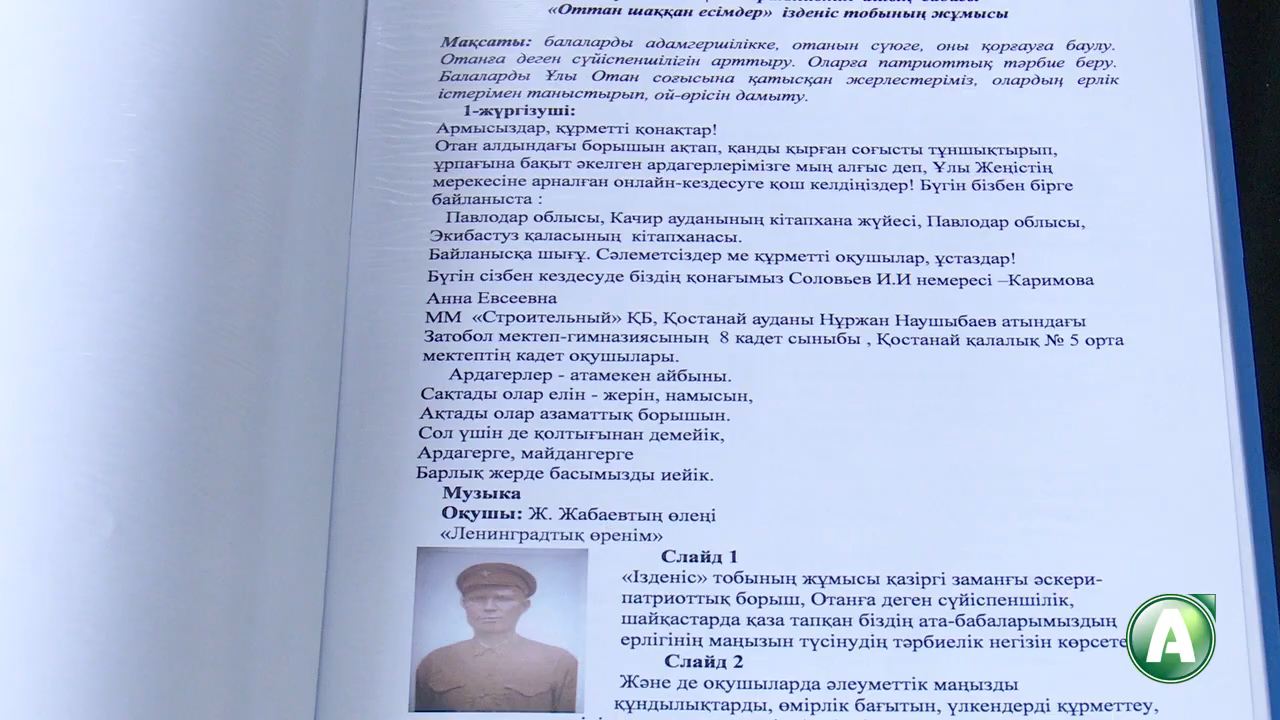 «Оттан шаққан есімдер» ізденіс тобының жұмысы
Мақсаты: балаларды адамгершілікке, отанын сүюге, оны қорғауға баулу.
Отанға деген сүйіспеншілігін арттыру. Оларға патриоттық тәрбие беру.
Балаларды Ұлы Отан соғысына қатысқан жерлестеріміз, олардың ерлік
істерімен таныстырып, ой-өрісін дамыту.
1-жүргізуші:
Армысыздар, құрметті қонақтар!
Отан алдындағы борышын ақтап, қанды қырған соғысты тұншықтырып,
ұрпағына бақыт әкелген ардагерлерімізге мың алғыс деп, Ұлы Жеңістің
мерекесіне арналған онлайн-кездесуге қош келдіңіздер! Бүгін бізбен бірге
байланыста :
Павлодар облысы, Качир ауданының кітапхана жүйесі, Павлодар облысы,
Экибастуз қаласының кітапханасы.
Байланысқа шығу. Сәлеметсіздер ме құрметті оқушылар, ұстаздар!
Бүгін сізбен кездесуде біздің қонағымыз Соловьев И.И немересі –Каримова
Анна Евсеевна
ММ «Строительный» ҚБ, Қостанай ауданы Нұржан Наушыбаев атындағы
Затобол мектеп-гимназиясының 8 кадет сыныбы , Қостанай қалалық № 5 орта
мектептің кадет оқушылары.
Ардагерлер - атамекен айбыны.
Сақтады олар елін - жерін, намысын,
Ақтады олар азаматтық борышын.
Сол үшін де қолтығынан демейік,
Ардагерге, майдангерге
Барлық жерде басымызды иейік.
Музыка
Оқушы: Ж. Жабаевтың өлеңі
«Ленинградтық өренім»
Слайд 1
«Ізденіс» тобының жұмысы қазіргі заманғы әскери-
патриоттық борыш, Отанға деген сүйіспеншілік,
шайқастарда қаза тапқан біздің ата-бабаларымыздың
ерлігінің маңызын түсінудің тәрбиелік негізін көрсете
Слайд 2
Және де оқушыларда әлеуметтік маңызды
құндылықтарды, өмірлік бағытын, үлкендерді құрметтеу,
А